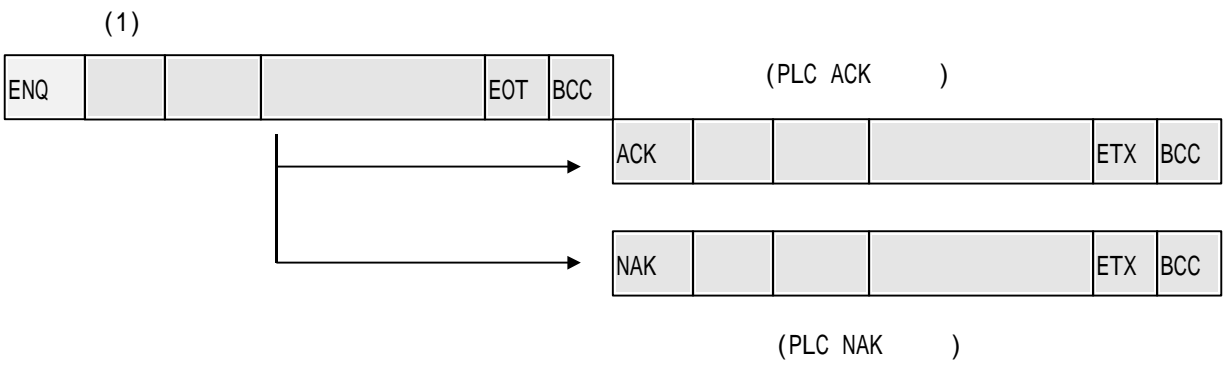 (1)
ENQ EOT BCC
(PLC ACK )
ACK ETX BCC
NAK ETX BCC
(PLC NAK )